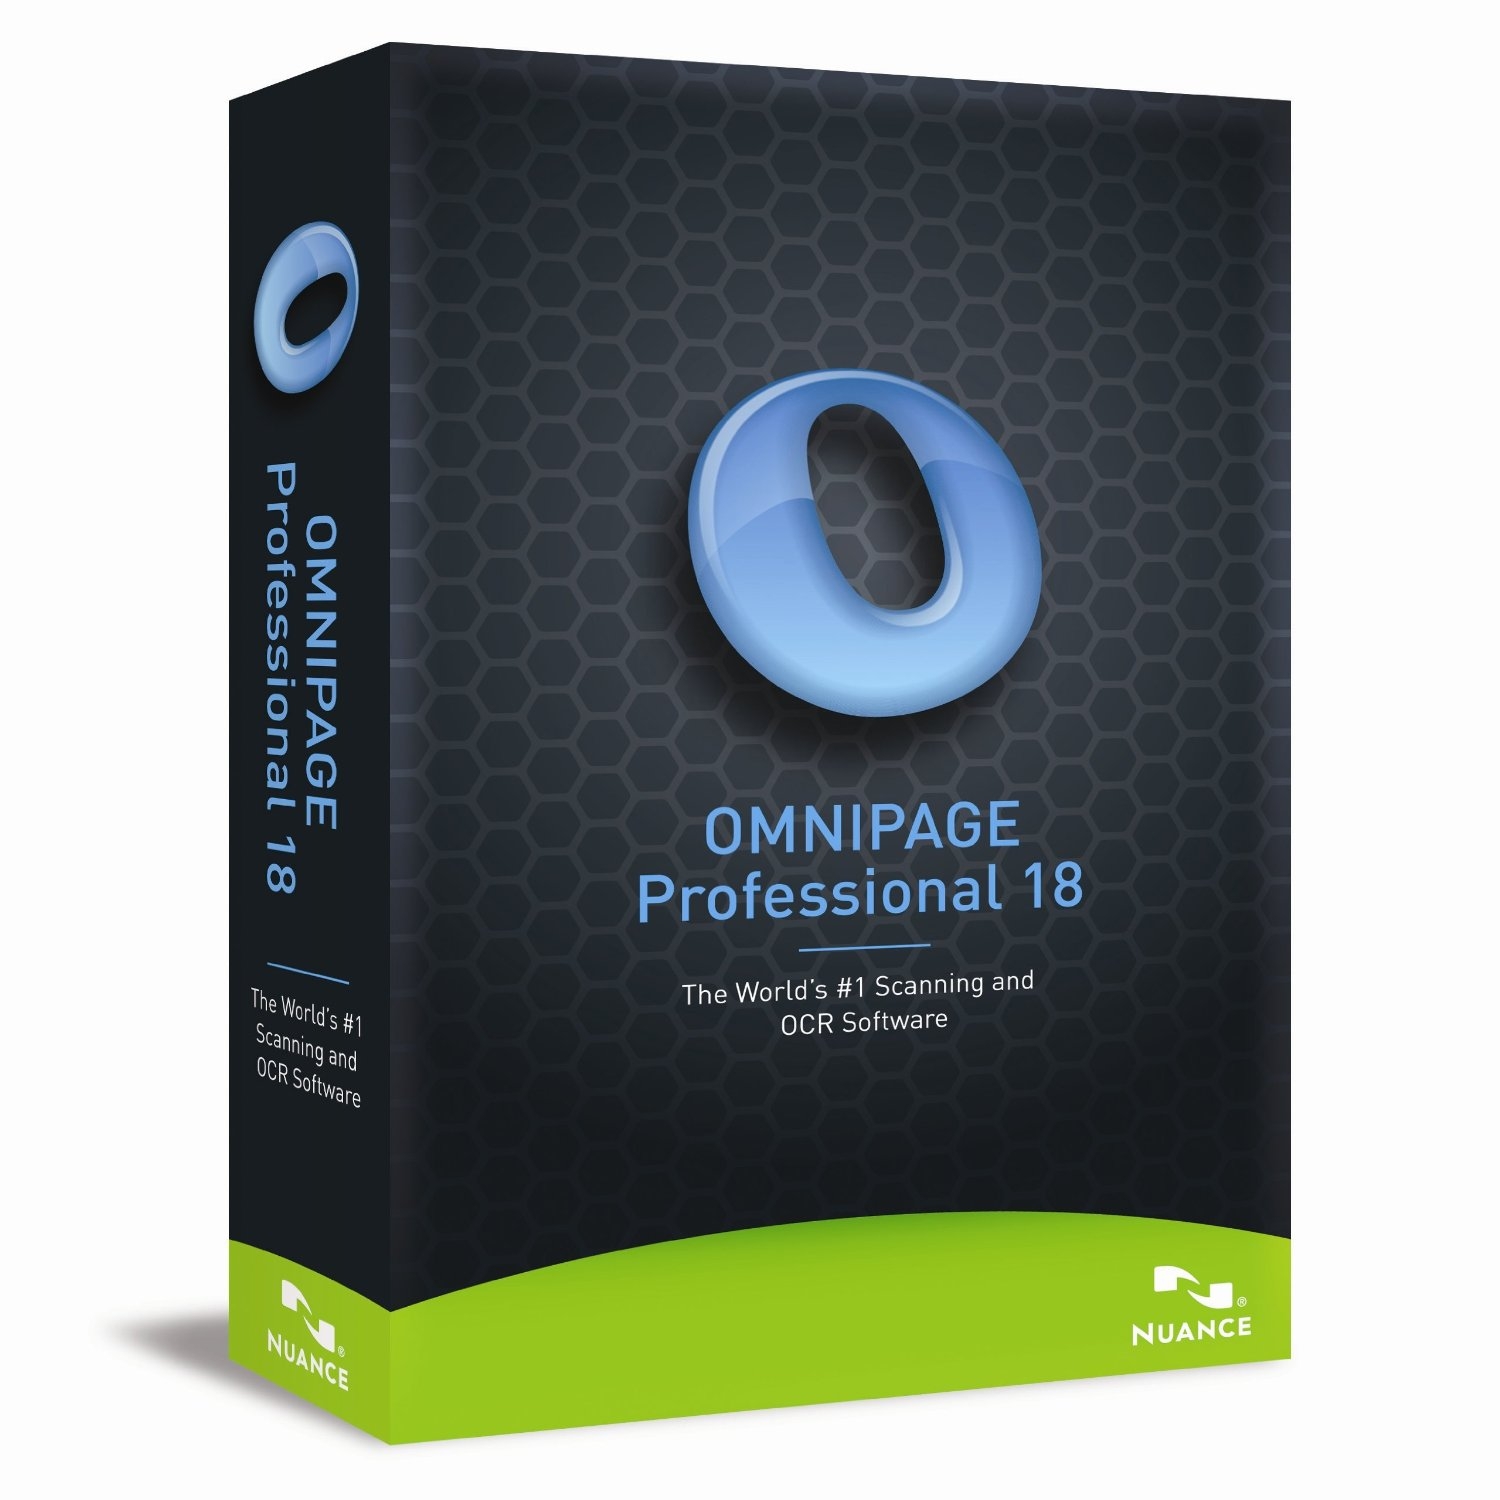 OMNIPAGE
Professional 18
The World's #1
Scanning and
OCR Software
NUANCE
OMNIPAGE
Professional 18
The World's #1 Scanning and
OCR Software
NUANCE